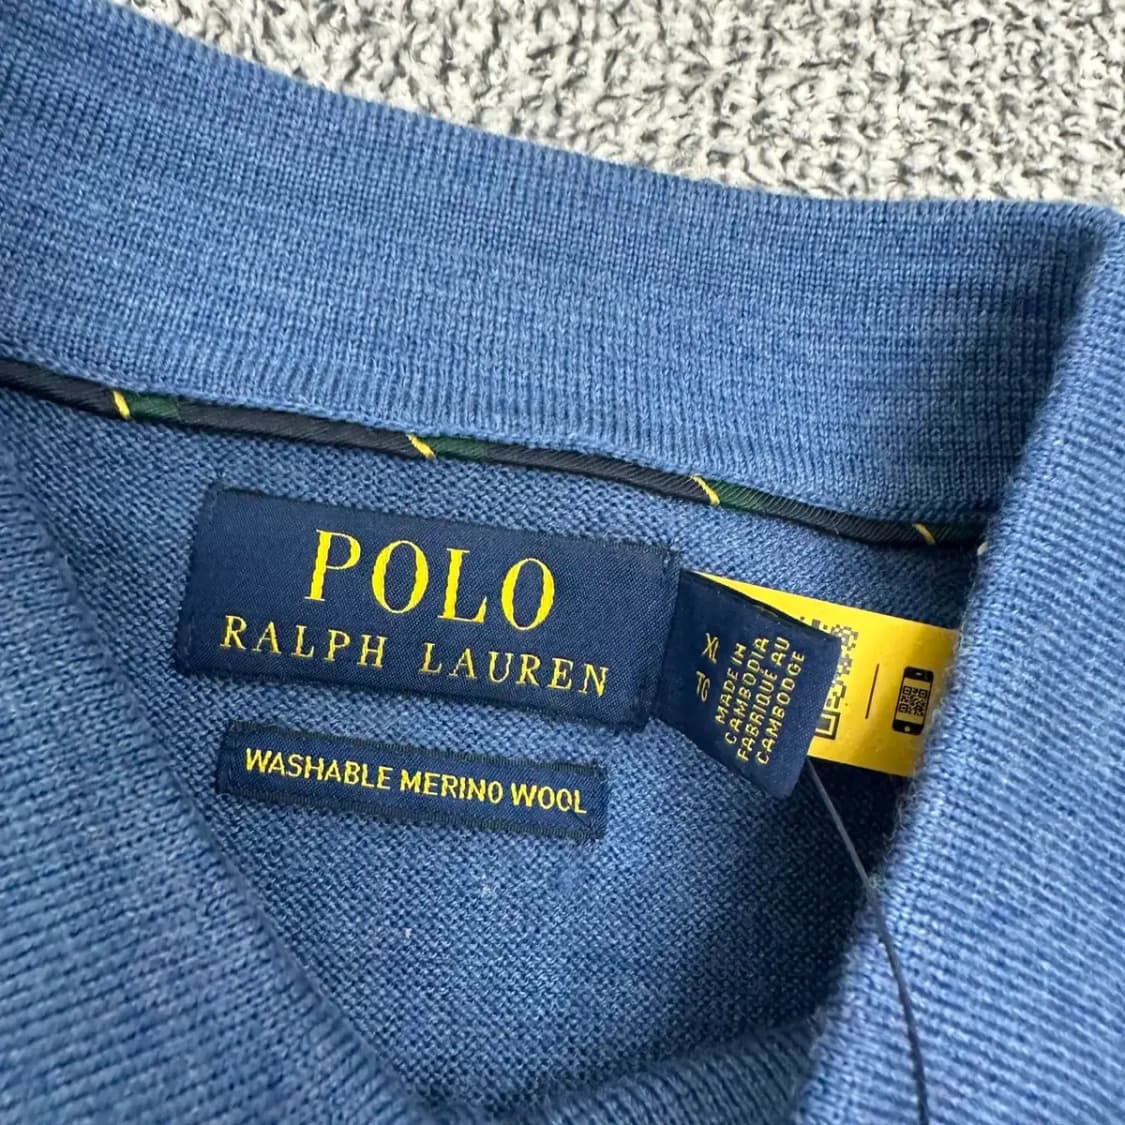 POLO
RALPH LAUREN
WASHABLE MERINO WOOL
XL
TG
MADE IN
CAMBODIA
FABRIQUÉ AU
CAMBODGE